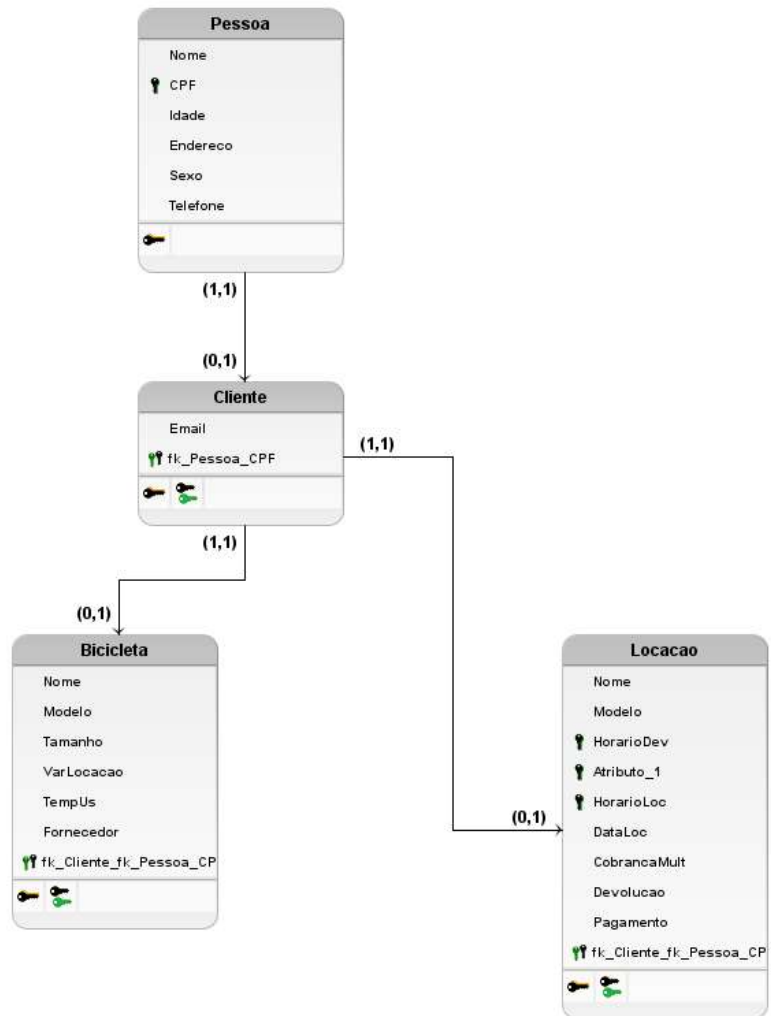 Pessoa
Nome
CPF
Idade
Endereco
Sexo
Telefone
(1,1)
(0,1)
Cliente
Email
fk_Pessoa_CPF
(1,1)
(1,1)
(0,1)
Bicicleta
Nome
Modelo
Tamanho
VarLocacao
TempUs
Fornecedor
fk_Cliente_fk_Pessoa_CP
(0,1)
Locacao
Nome
Modelo
HorarioDev
Atributo_1
HorarioLoc
DataLoc
CobrancaMult
Devolucao
Pagamento
fk_Cliente_fk_Pessoa_CP